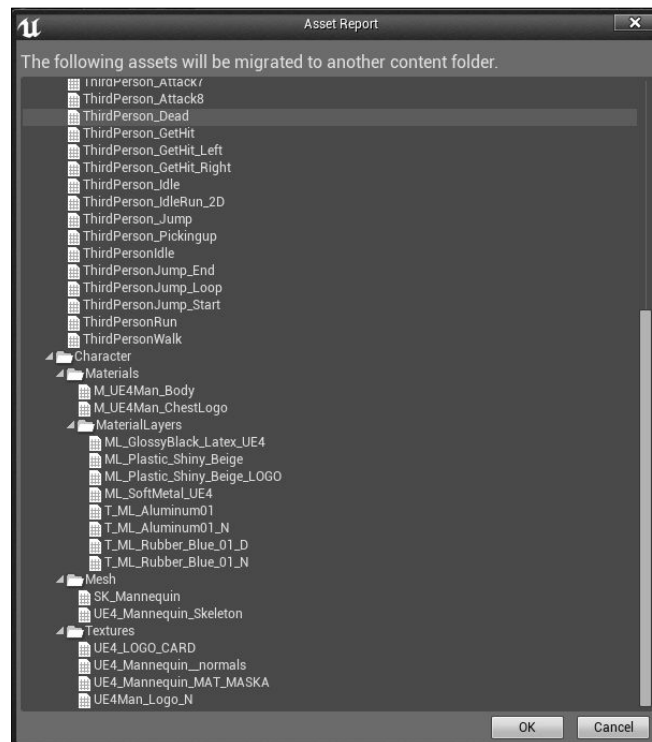 Asset Report
The following assets will be migrated to another content folder.
ThirdPerson_Attack7
ThirdPerson_Attack8
ThirdPerson_Dead
ThirdPerson_GetHit
ThirdPerson_GetHit_Left
ThirdPerson_GetHit_Right
ThirdPerson_Idle
ThirdPerson_IdleRun_2D
ThirdPerson_Jump
ThirdPerson_Pickingup
ThirdPersonIdle
ThirdPersonJump_End
ThirdPersonJump_Loop
ThirdPersonJump_Start
ThirdPersonRun
ThirdPersonWalk
Character
Materials
M_UE4Man_Body
M_UE4Man_ChestLogo
MaterialLayers
ML_GlossyBlack_Latex_UE4
ML_Plastic_Shiny_Beige
ML_Plastic_Shiny_Beige_LOGO
ML_SoftMetal_UE4
T_ML_Aluminum01
T_ML_Aluminum01_N
T_ML_Rubber_Blue_01_D
T_ML_Rubber_Blue_01_N
Mesh
SK_Mannequin
UE4_Mannequin_Skeleton
Textures
UE4_LOGO_CARD
UE4_Mannequin__normals
UE4_Mannequin_MAT_MASKA
UE4Man_Logo_N
OK Cancel